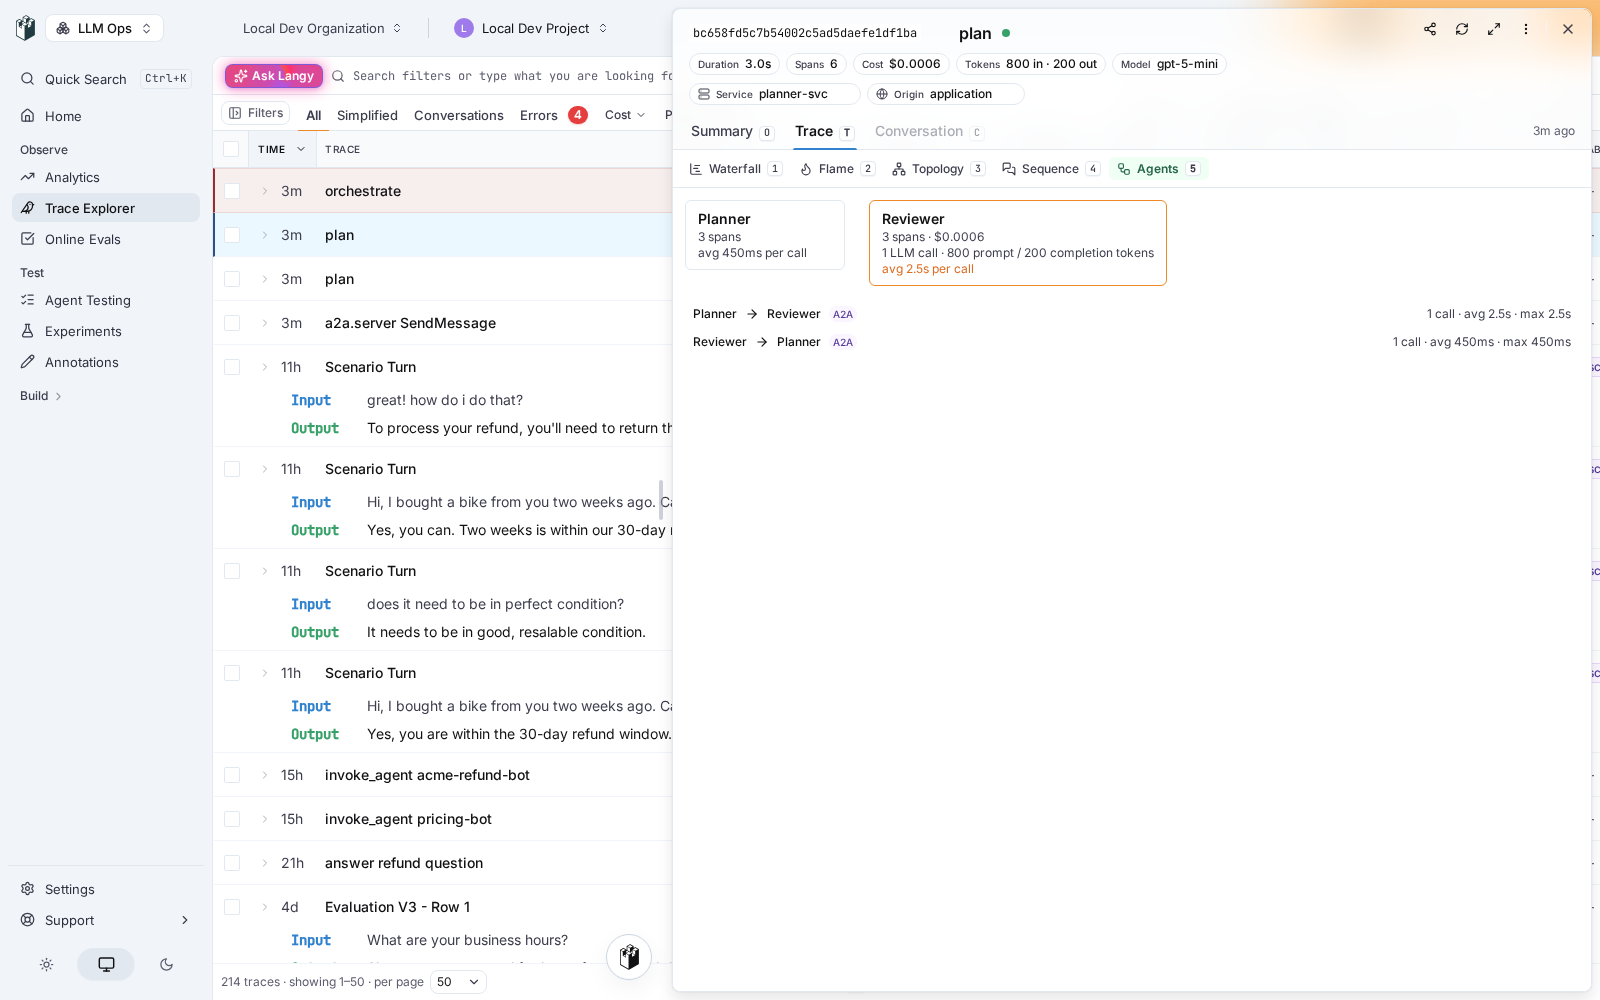 LLM Ops
Local Dev Organization
L
Local Dev Project
Quick Search
Ctrl+K
Home
Observe
Analytics
Trace Explorer
Online Evals
Test
Agent Testing
Experiments
Annotations
Build
Settings
Support
Ask Langy
Search filters or type what you are looking fo
Filters
All
Simplified
Conversations
Errors
4
Cost
P
TIME
TRACE
3m
orchestrate
3m
plan
3m
plan
3m
a2a.server SendMessage
11h
Scenario Turn
Input
great! how do i do that?
Output
To process your refund, you'll need to return th
11h
Scenario Turn
Input
Hi, I bought a bike from you two weeks ago. Ca
Output
Yes, you can. Two weeks is within our 30-day r
11h
Scenario Turn
Input
does it need to be in perfect condition?
Output
It needs to be in good, resalable condition.
11h
Scenario Turn
Input
Hi, I bought a bike from you two weeks ago. Ca
Output
Yes, you are within the 30-day refund window.
15h
invoke_agent acme-refund-bot
15h
invoke_agent pricing-bot
21h
answer refund question
4d
Evaluation V3 - Row 1
Input
What are your business hours?
214 traces · showing 1–50 · per page
50
bc658fd5c7b54002c5ad5daefe1df1ba
plan
Duration 3.0s
Spans 6
Cost $0.0006
Tokens 800 in · 200 out
Model gpt-5-mini
Service planner-svc
Origin application
Summary O
Trace T
Conversation C
3m ago
Waterfall 1
Flame 2
Topology 3
Sequence 4
Agents 5
Planner
3 spans
avg 450ms per call
Reviewer
3 spans · $0.0006
1 LLM call · 800 prompt / 200 completion tokens
avg 2.5s per call
Planner → Reviewer A2A
1 call · avg 2.5s · max 2.5s
Reviewer → Planner A2A
1 call · avg 450ms · max 450ms